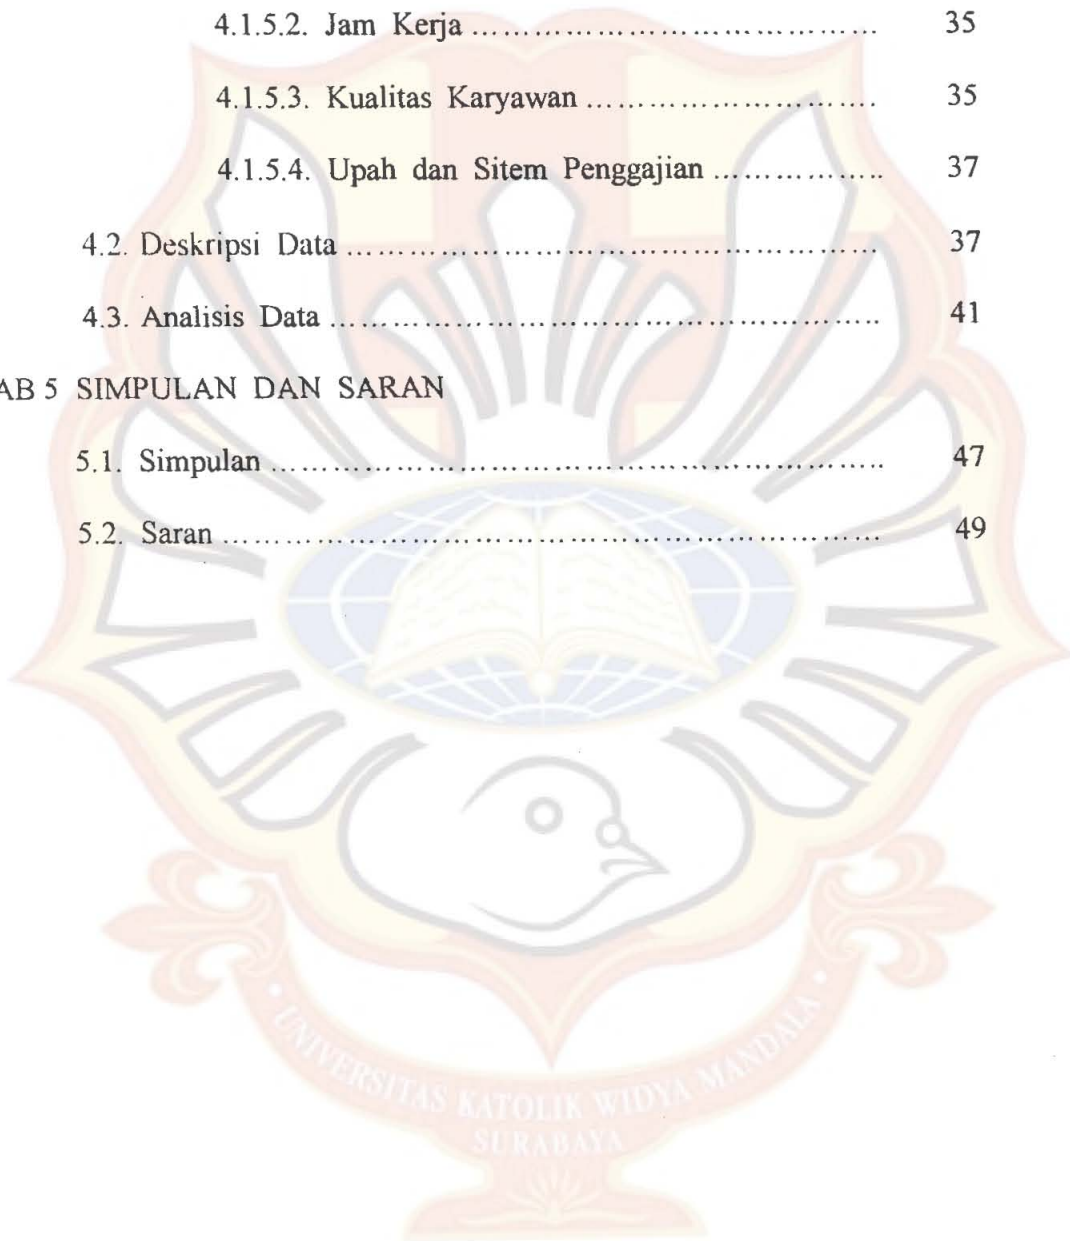 4.1.5.2. Jam Kerja ........................................ 35
4.1.5.3. Kualitas Karyawan ............................ 35
4.1.5.4. Upah dan Sitem Penggajian ................. 37
4.2. Deskripsi Data .................................................... 37
4.3. Analisis Data ...................................................... 41
AB 5 SIMPULAN DAN SARAN
5.1. Simpulan ............................................................ 47
5.2. Saran ................................................................. 49
• UNIVERSITAS KATOLIK WIDYA MANDALA •
SURABAYA